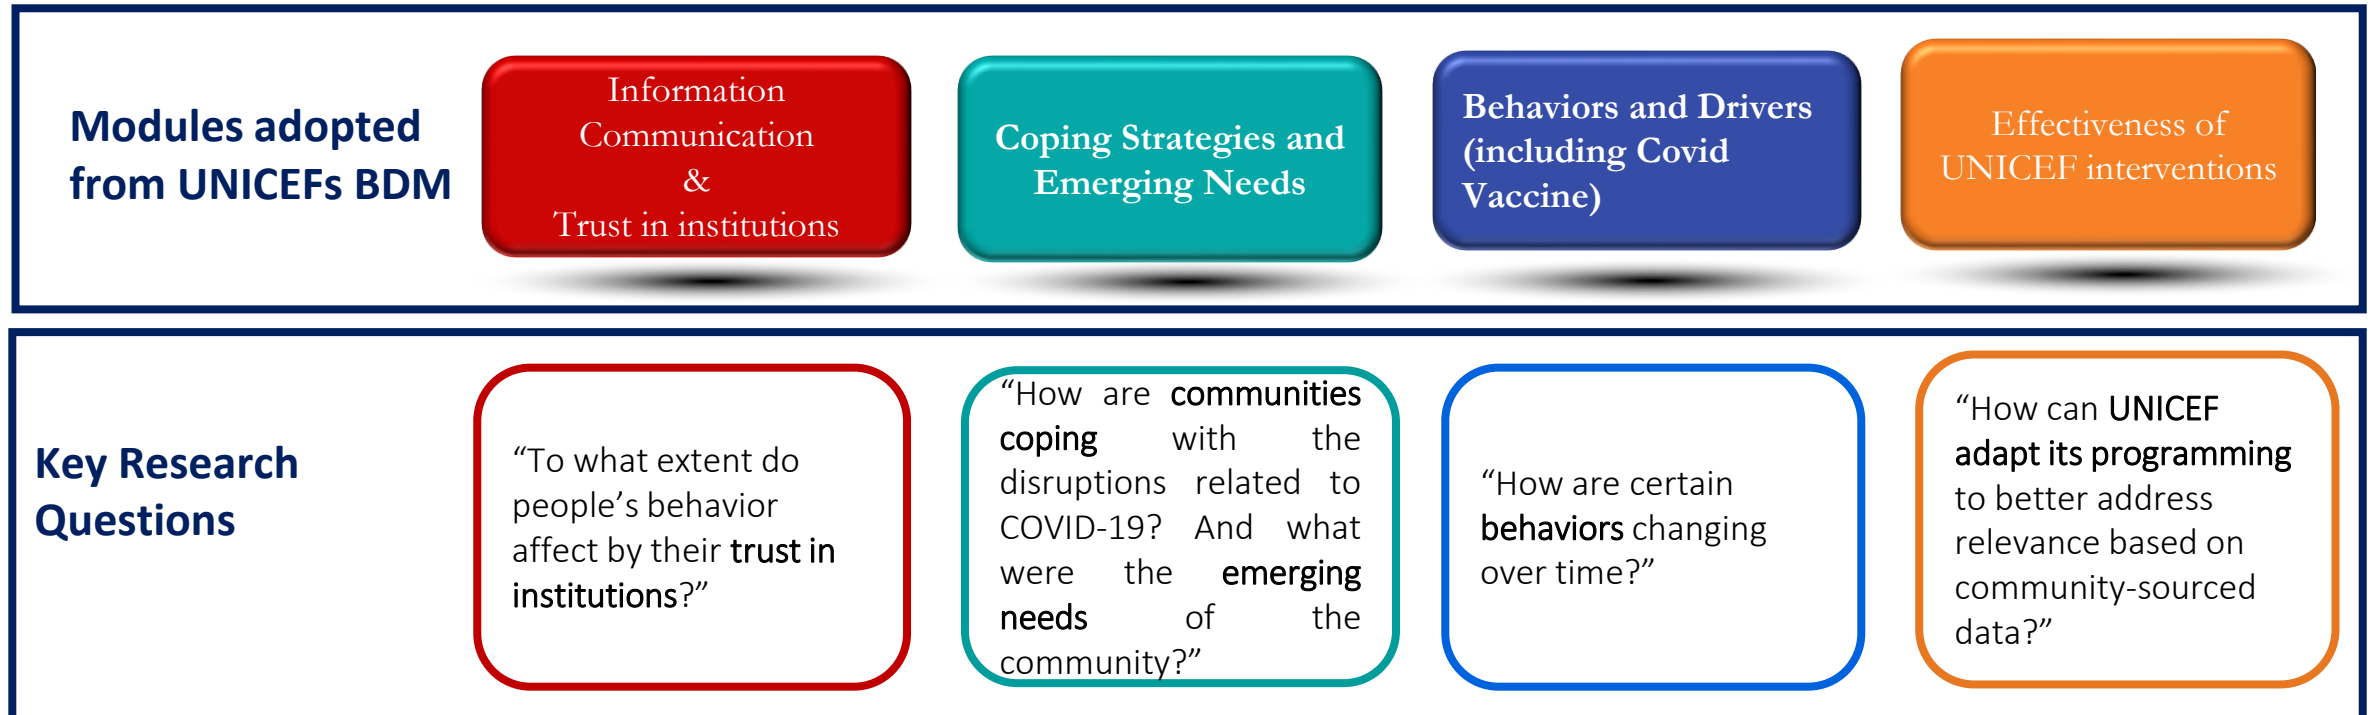 Modules adopted
from UNICEFs BDM
Information
Communication
&
Trust in institutions
Coping Strategies and
Emerging Needs
Behaviors and Drivers
(including Covid
Vaccine)
Effectiveness of
UNICEF interventions
Key Research
Questions
“To what extent do
people’s behavior
affect by their trust in
institutions?”
“How are communities
coping with the
disruptions related to
COVID-19? And what
were the emerging
needs of the
community?”
“How are certain
behaviors changing
over time?”
“How can UNICEF
adapt its programming
to better address
relevance based on
community-sourced
data?”